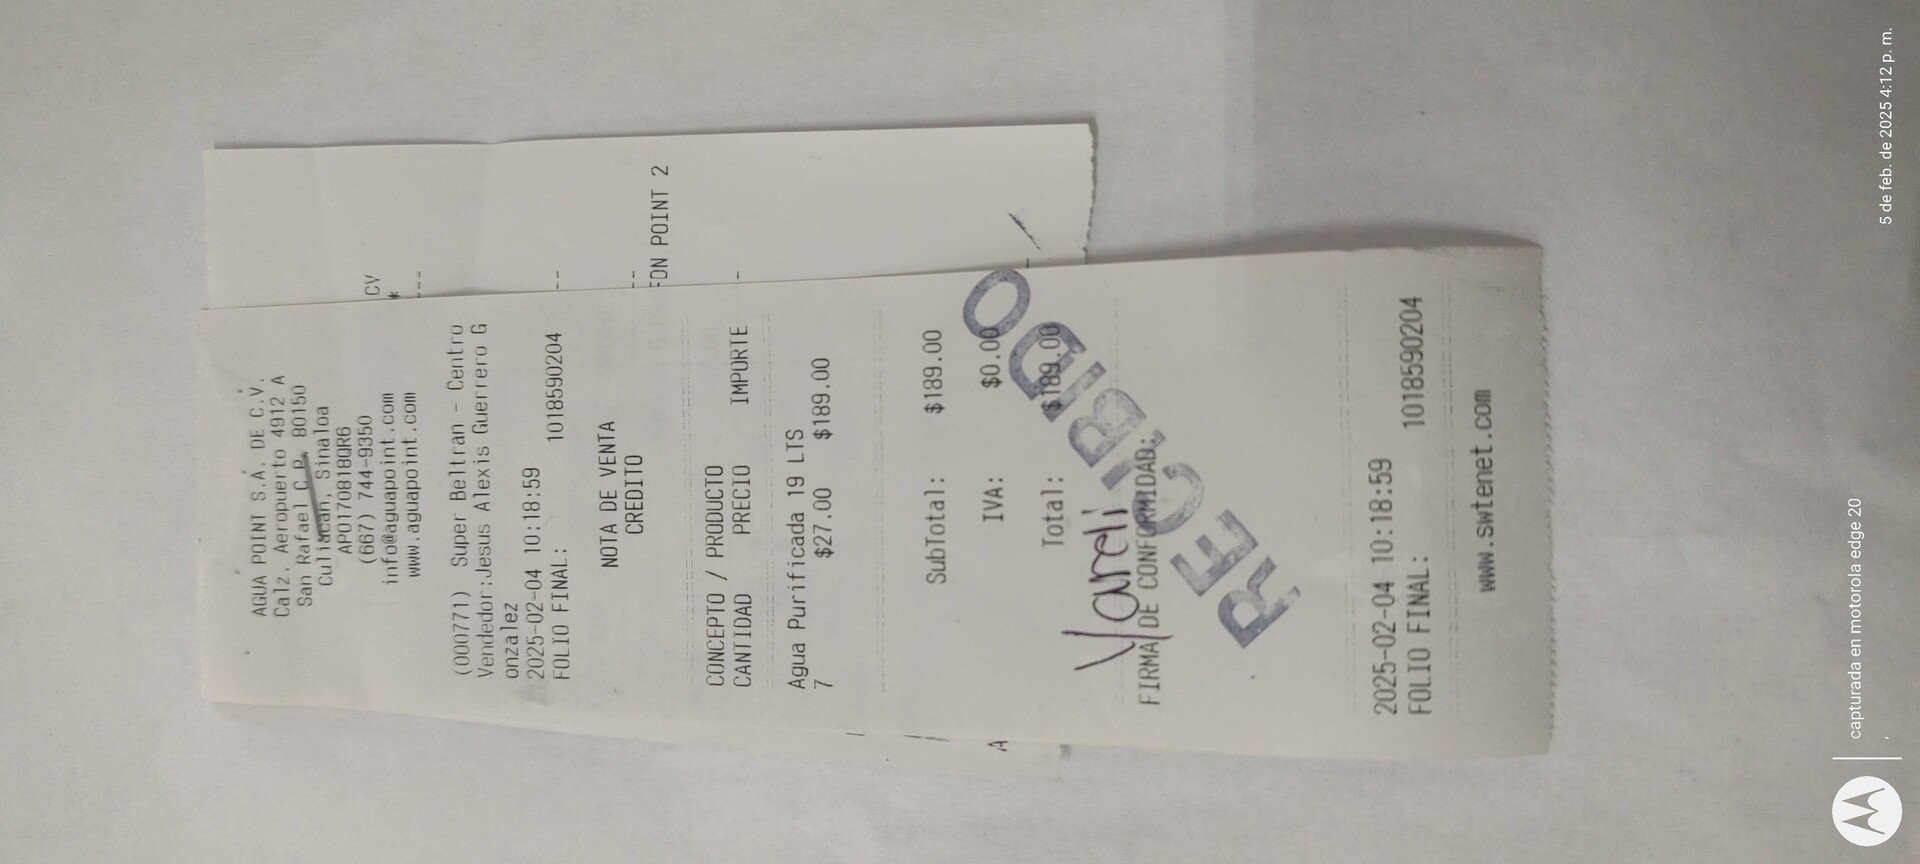 AGUA POINT S.A. DE C.V.
Calz. Aeropuerto 4912 A
San Rafael C.P. 80150
Culiacan, Sinaloa
APO170818QR6
(667) 744-9350
info@aguapoint.com
www.aguapoint.com
(000771) Super Beltran - Centro
Vendedor:Jesus Alexis Guerrero G
onzalez
2025-02-04 10:18:59
FOLIO FINAL: 1018590204
NOTA DE VENTA
CREDITO
CONCEPTO / PRODUCTO
CANTIDAD PRECIO IMPORTE
Agua Purificada 19 LTS
7 $27.00 $189.00
SubTotal: $189.00
IVA: $0.00
Total: $189.00
Yareli
FIRMA DE CONFORMIDAD:
RECIBIDO
2025-02-04 10:18:59
FOLIO FINAL: 1018590204
www.swtenet.com
CV
*
---
--
--
FON POINT 2
-
A
capturada en motorola edge 20
5 de feb. de 2025 4:12 p. m.